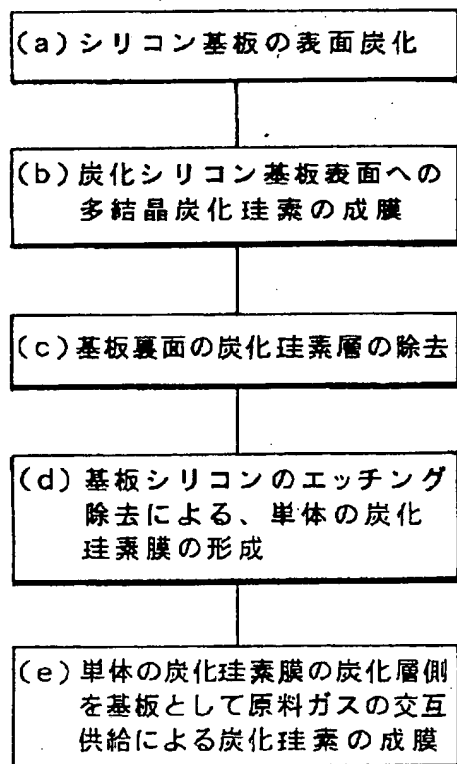 (a)シリコン基板の表面炭化
(b)炭化シリコン基板表面への
多結晶炭化珪素の成膜
(c)基板裏面の炭化珪素層の除去
(d)基板シリコンのエッチング
除去による、単体の炭化
珪素膜の形成
(e)単体の炭化珪素膜の炭化層側
を基板として原料ガスの交互
供給による炭化珪素の成膜